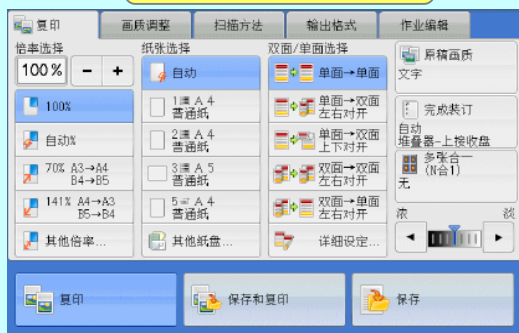 复印
画质调整
扫描方法
输出格式
作业编辑
倍率选择
100%
-
+
100%
自动%
70% A3→A4
B4→B5
141% A4→A3
B5→B4
其他倍率...
纸张选择
自动
1 A 4
普通纸
2 A 4
普通纸
3 A 5
普通纸
5 A 4
普通纸
其他纸盘...
双面/单面选择
单面→单面
单面→双面
左右对开
单面→双面
上下对开
双面→双面
左右对开
双面→单面
左右对开
详细设定...
原稿画质
文字
完成装订
自动
堆叠器-上接收盘
多张合一
(N合1)
无
浓
淡
复印
保存和复印
保存